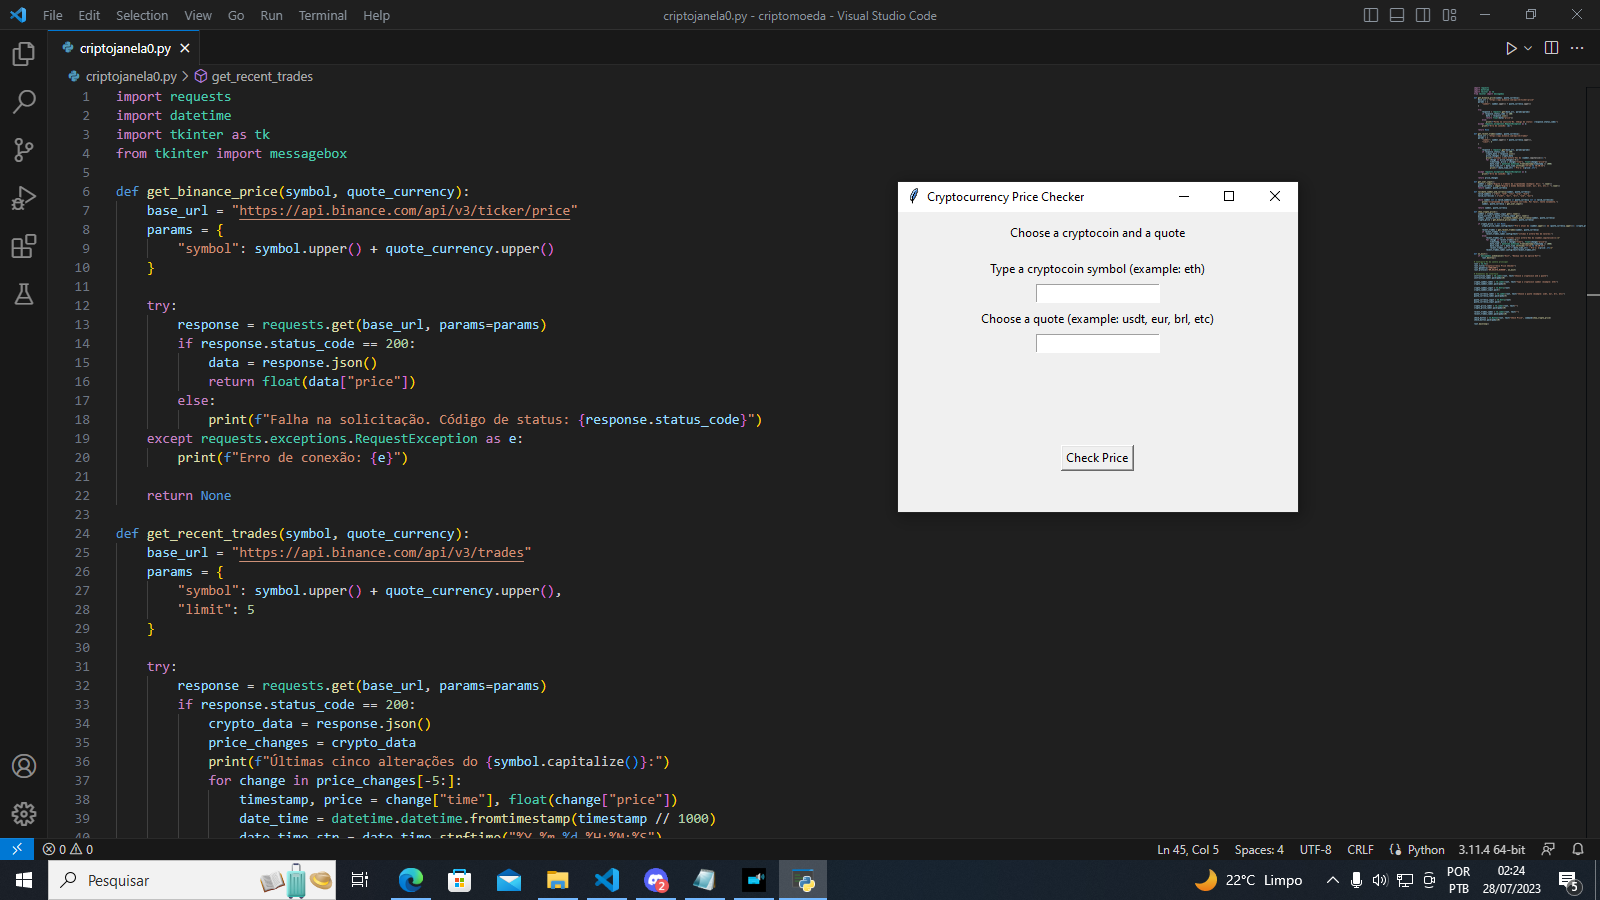 File Edit Selection View Go Run Terminal Help
criptojanela0.py - criptomoeda - Visual Studio Code
criptojanela0.py
criptojanela0.py > get_recent_trades
1 import requests
2 import datetime
3 import tkinter as tk
4 from tkinter import messagebox
5
6 def get_binance_price(symbol, quote_currency):
7 base_url = "https://api.binance.com/api/v3/ticker/price"
8 params = {
9 "symbol": symbol.upper() + quote_currency.upper()
10 }
11
12 try:
13 response = requests.get(base_url, params=params)
14 if response.status_code == 200:
15 data = response.json()
16 return float(data["price"])
17 else:
18 print(f"Falha na solicitação. Código de status: {response.status_code}")
19 except requests.exceptions.RequestException as e:
20 print(f"Erro de conexão: {e}")
21
22 return None
23
24 def get_recent_trades(symbol, quote_currency):
25 base_url = "https://api.binance.com/api/v3/trades"
26 params = {
27 "symbol": symbol.upper() + quote_currency.upper(),
28 "limit": 5
29 }
30
31 try:
32 response = requests.get(base_url, params=params)
33 if response.status_code == 200:
34 crypto_data = response.json()
35 price_changes = crypto_data
36 print(f"Últimas cinco alterações do {symbol.capitalize()}:")
37 for change in price_changes[-5:]:
38 timestamp, price = change["time"], float(change["price"])
39 date_time = datetime.datetime.fromtimestamp(timestamp // 1000)
40 date_time_str = date_time.strftime("%Y-%m-%d %H:%M:%S")
Cryptocurrency Price Checker
Choose a cryptocoin and a quote
Type a cryptocoin symbol (example: eth)
Choose a quote (example: usdt, eur, brl, etc)
Check Price
0 0
Ln 45, Col 5 Spaces: 4 UTF-8 CRLF Python 3.11.4 64-bit
Pesquisar
2
22°C Limpo
POR
PTB
02:24
28/07/2023
5